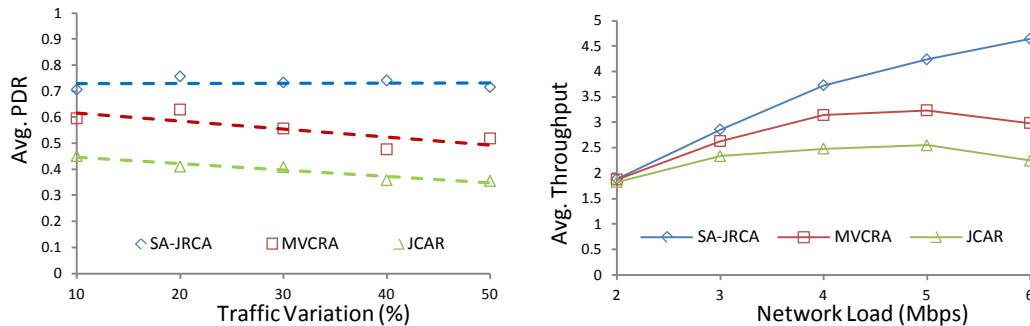 Avg. PDR
1
0.9
0.8
0.7
0.6
0.5
0.4
0.3
0.2
0.1
0
SA-JRCA MVCRA JCAR
10 20 30 40 50
Traffic Variation (%)
Avg. Throughput
5
4.5
4
3.5
3
2.5
2
1.5
1
0.5
0
SA-JRCA MVCRA JCAR
2 3 4 5 6
Network Load (Mbps)